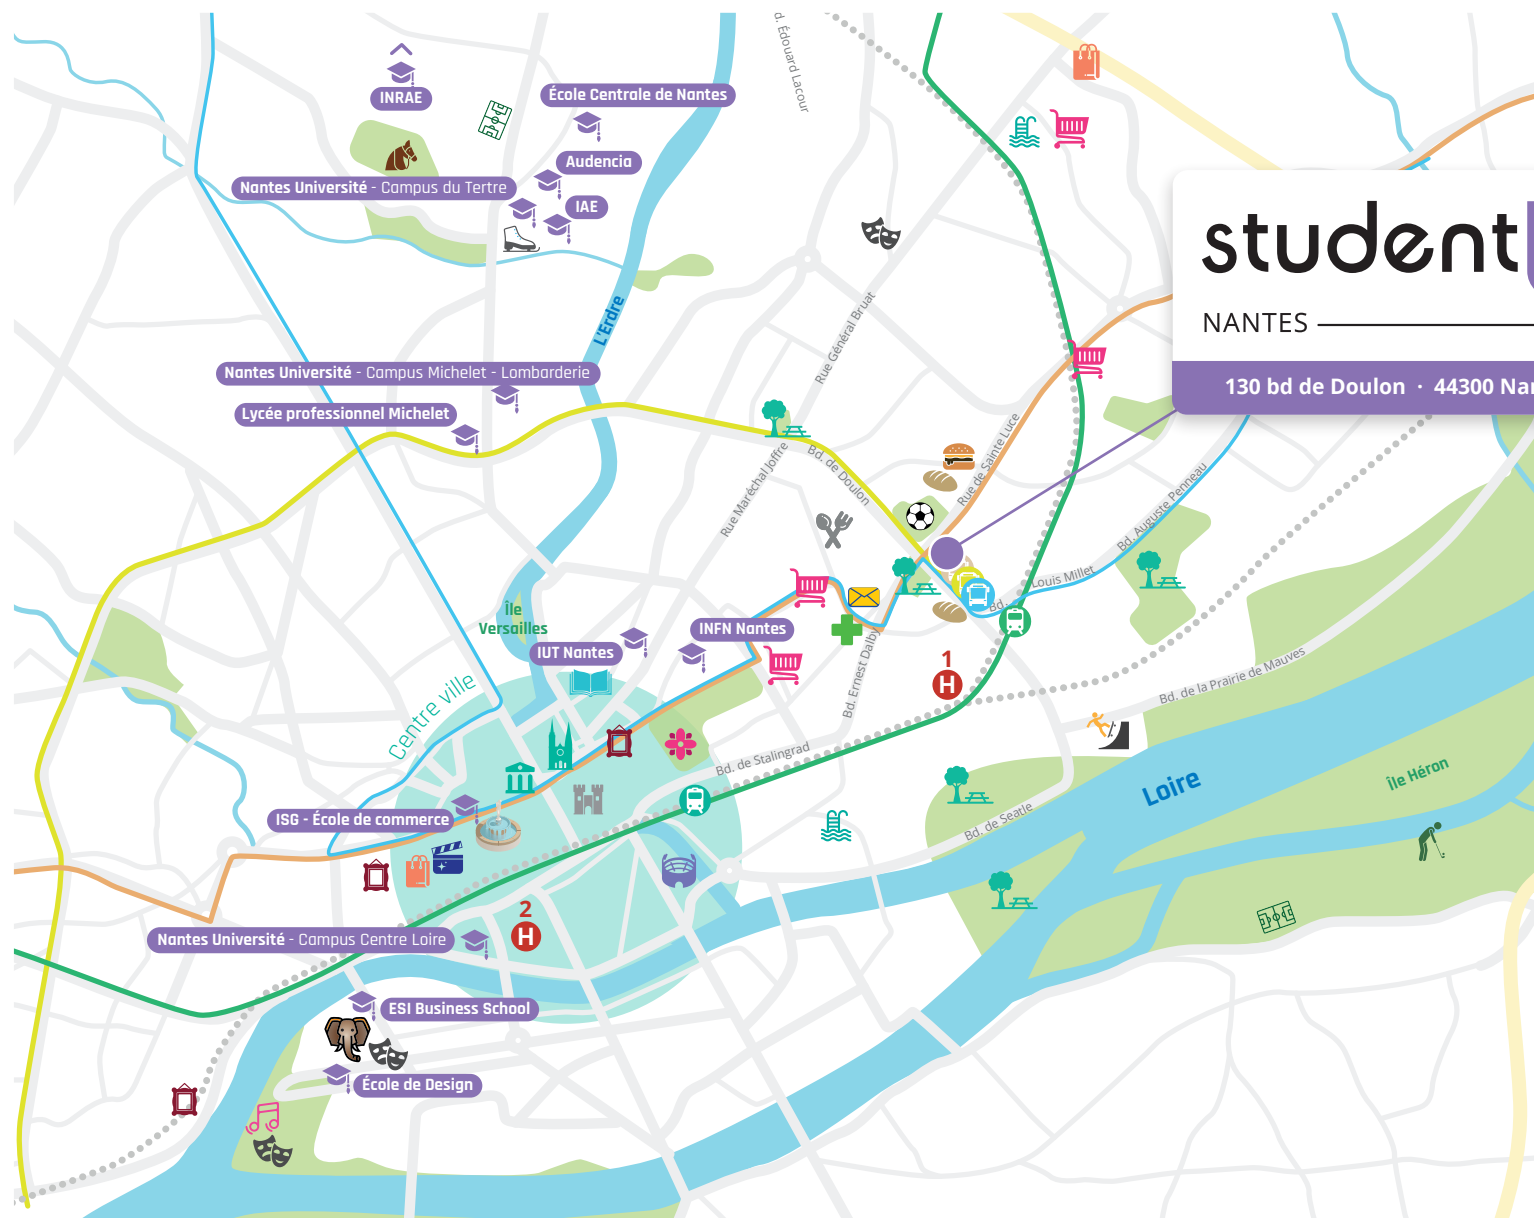 d. Édouard Lacour
INRAE
École Centrale de Nantes
Audencia
Nantes Université - Campus du Tertre
IAE
student
NANTES
130 bd de Doulon · 44300 Nan
L'Erdre
Rue Général Bruat
Nantes Université - Campus Michelet - Lombarderie
Lycée professionnel Michelet
Bd. de Doulon
Rue Maréchal Joffre
Rue de Sainte Luce
Bd. Auguste Penneau
Bd. Louis Millet
Île
Versailles
INFN Nantes
IUT Nantes
Bd. Ernest Dalby
1
H
Bd. de la Prairie de Mauves
Centre ville
Bd. de Stalingrad
Loire
Île Héron
Bd. de Seatle
ISG - École de commerce
2
H
Nantes Université - Campus Centre Loire
ESI Business School
École de Design